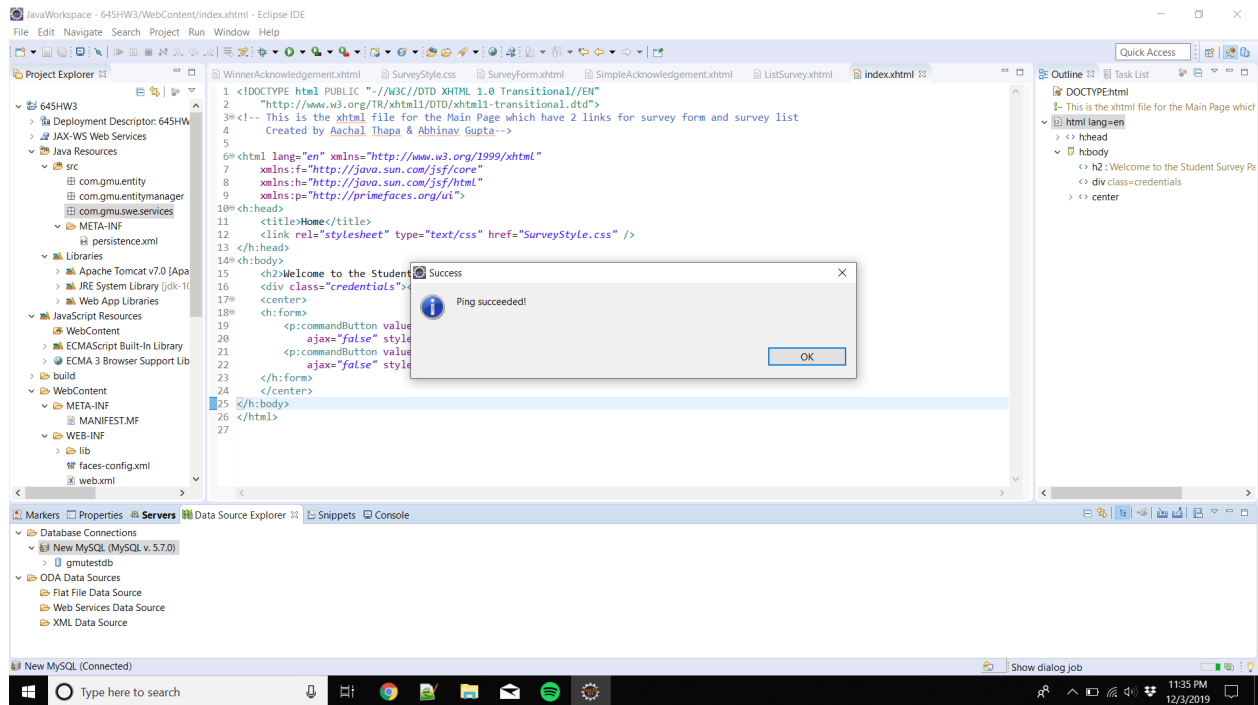 JavaWorkspace - 645HW3/WebContent/index.xhtml - Eclipse IDE
File Edit Navigate Search Project Run Window Help
Quick Access
Project Explorer
645HW3
Deployment Descriptor: 645HW
JAX-WS Web Services
Java Resources
src
com.gmu.entity
com.gmu.entitymanager
com.gmu.swe.services
META-INF
persistence.xml
Libraries
Apache Tomcat v7.0 [Apa
JRE System Library [jdk-1(
Web App Libraries
JavaScript Resources
WebContent
ECMAScript Built-In Library
ECMA 3 Browser Support Lib
build
WebContent
META-INF
MANIFEST.MF
WEB-INF
lib
faces-config.xml
web.xml
WinnerAcknowledgement.xhtml SurveyStyle.css SurveyForm.xhtml SimpleAcknowledgement.xhtml ListSurvey.xhtml index.xhtml
1 <!DOCTYPE html PUBLIC "-//W3C//DTD XHTML 1.0 Transitional//EN"
2 "http://www.w3.org/TR/xhtml1/DTD/xhtml1-transitional.dtd">
3 <!-- This is the xhtml file for the Main Page which have 2 links for survey form and survey list
4 Created by Aachal Thapa & Abhinav Gupta-->
5
6 <html lang="en" xmlns="http://www.w3.org/1999/xhtml"
7 xmlns:f="http://java.sun.com/jsf/core"
8 xmlns:h="http://java.sun.com/jsf/html"
9 xmlns:p="http://primefaces.org/ui">
10 <h:head>
11 <title>Home</title>
12 <link rel="stylesheet" type="text/css" href="SurveyStyle.css" />
13 </h:head>
14 <h:body>
15 <h2>Welcome to the Student
16 <div class="credentials"><
17 <center>
18 <h:form>
19 <p:commandButton value
20 ajax="false" style
21 <p:commandButton value
22 ajax="false" style
23 </h:form>
24 </center>
25 </h:body>
26 </html>
27
Success
Ping succeeded!
OK
Outline Task List
DOCTYPE:html
This is the xhtml file for the Main Page which
html lang=en
h:head
h:body
h2 : Welcome to the Student Survey Pa
div class=credentials
center
Markers Properties Servers Data Source Explorer Snippets Console
Database Connections
New MySQL (MySQL v. 5.7.0)
gmutestdb
ODA Data Sources
Flat File Data Source
Web Services Data Source
XML Data Source
New MySQL (Connected)
Show dialog job
Type here to search
11:35 PM
12/3/2019